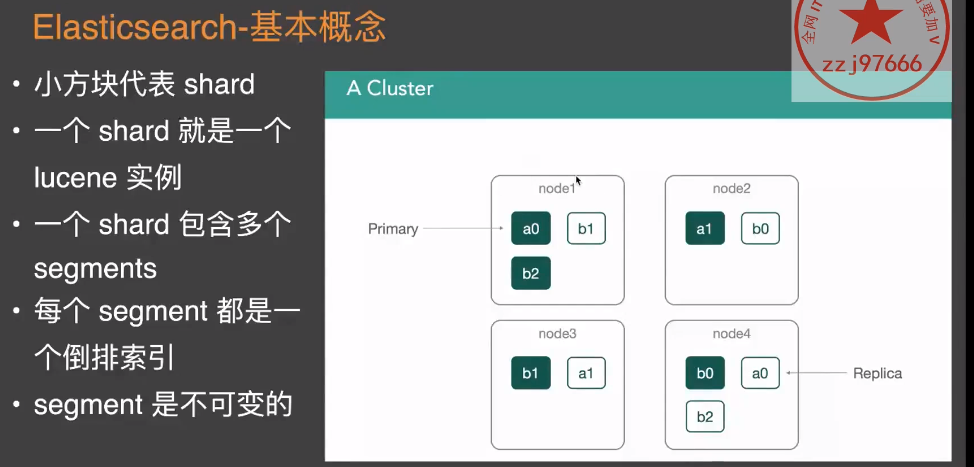 Elasticsearch-基本概念
• 小方块代表 shard
• 一个 shard 就是一个
lucene 实例
• 一个 shard 包含多个
segments
• 每个 segment 都是一
个倒排索引
• segment 是不可变的
A Cluster
node1
Primary
a0
b1
b2
node2
a1
b0
node3
b1
a1
node4
b0
a0
Replica
b2
全网IT
需要加V
zzj97666